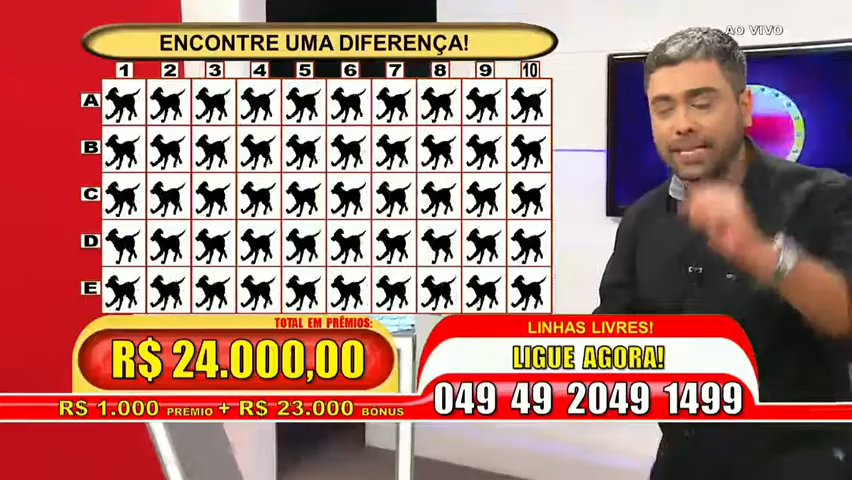 AO VIVO
ENCONTRE UMA DIFERENÇA!
1 2 3 4 5 6 7 8 9 10
A
B
C
D
E
TOTAL EM PRÊMIOS:
R$ 24.000,00
R$ 1.000 PRÊMIO + R$ 23.000 BONUS
LINHAS LIVRES!
LIGUE AGORA!
049 49 2049 1499